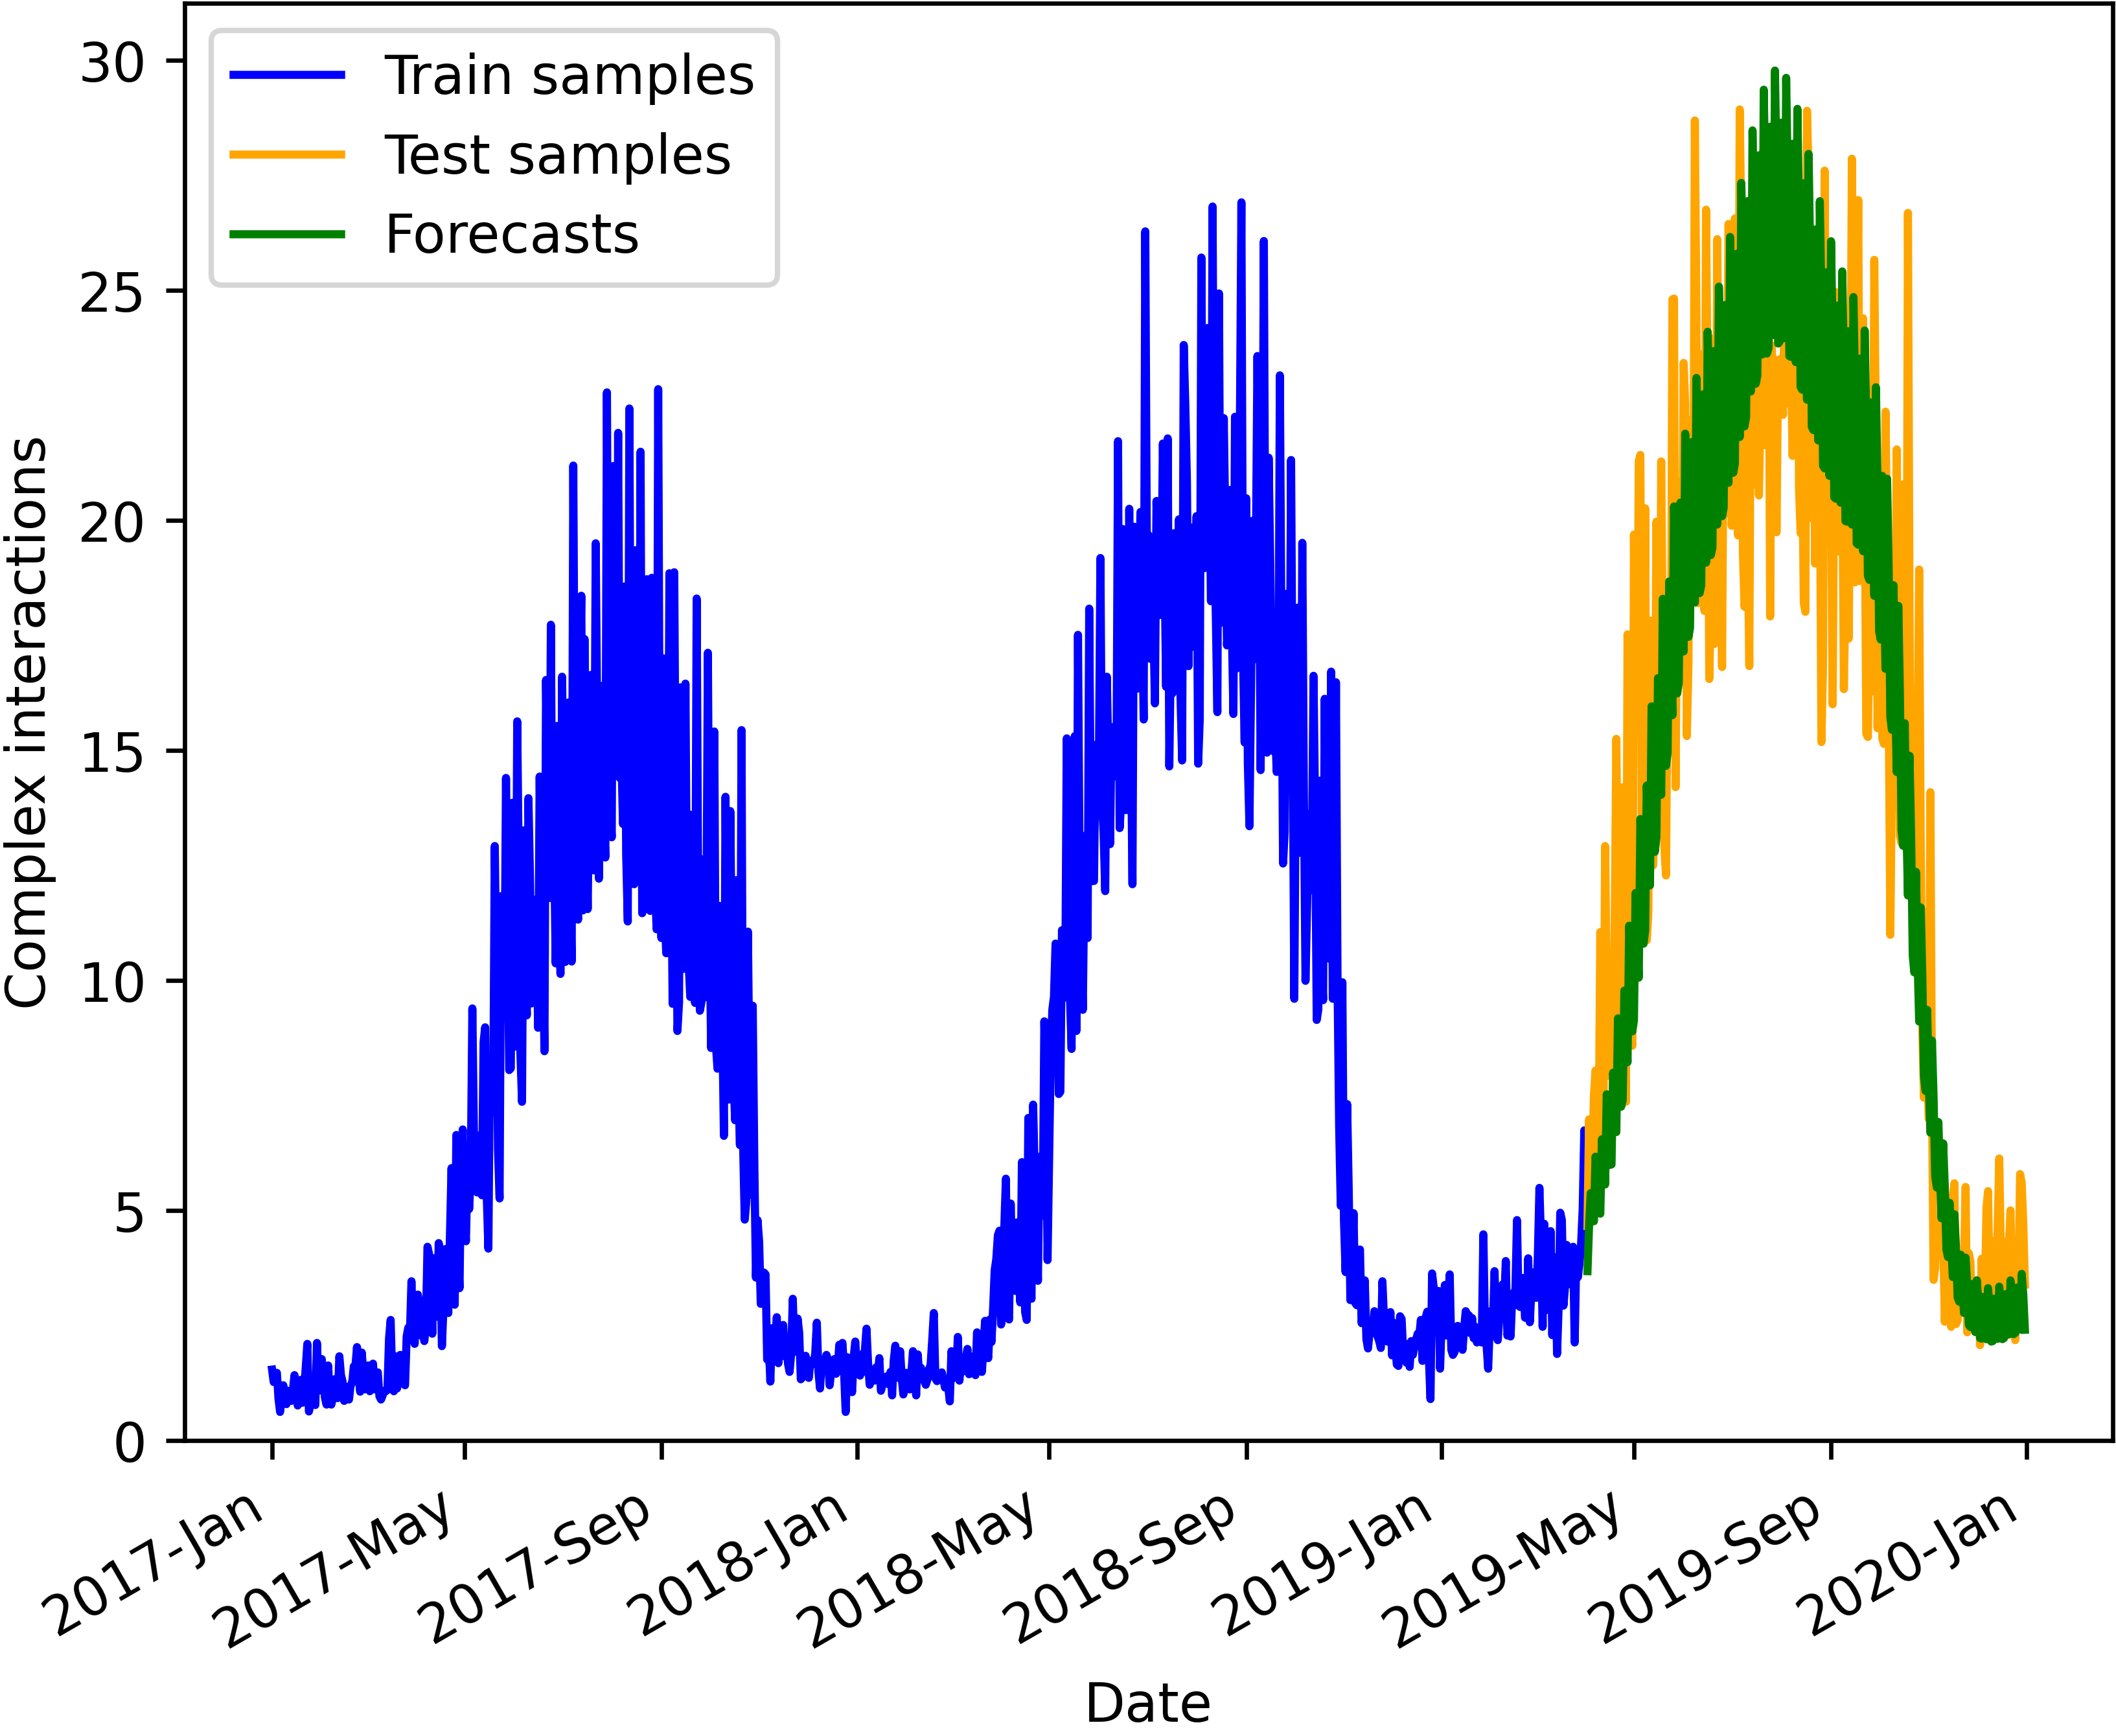 Train samples
Test samples
Forecasts
30
25
20
15
10
5
0
Complex interactions
2017-Jan
2017-May
2017-Sep
2018-Jan
2018-May
2018-Sep
2019-Jan
2019-May
2019-Sep
2020-Jan
Date